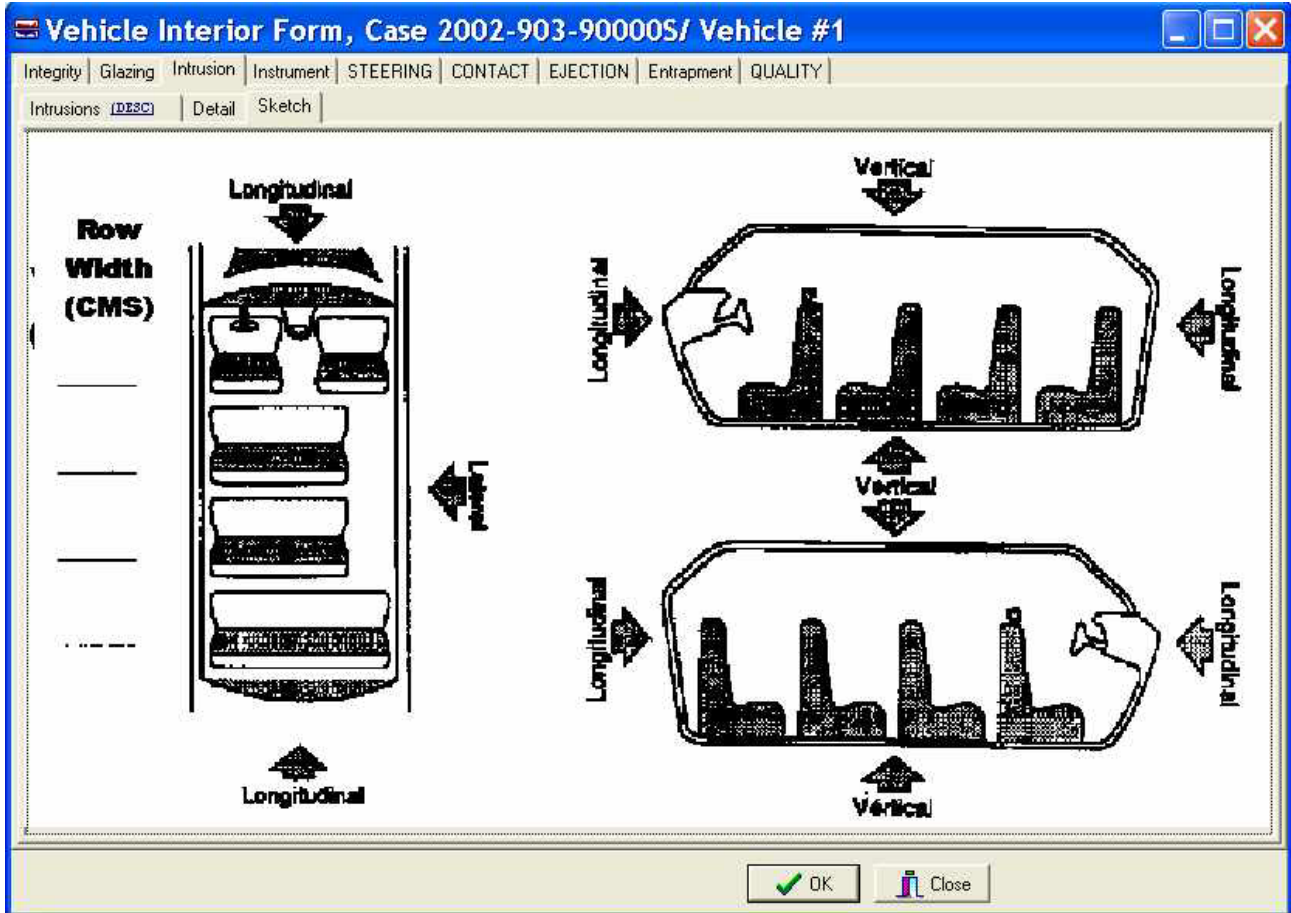 Vehicle Interior Form, Case 2002-903-90000S/ Vehicle #1
Integrity Glazing Intrusion Instrument STEERING CONTACT EJECTION Entrapment QUALITY
Intrusions (DESC) Detail Sketch
Row
Width
(CMS)
Longitudinal
Lateral
Longitudinal
Vertical
Longitudinal
Longitudinal
Vertical
Longitudinal
Longitudinal
Vertical
OK Close